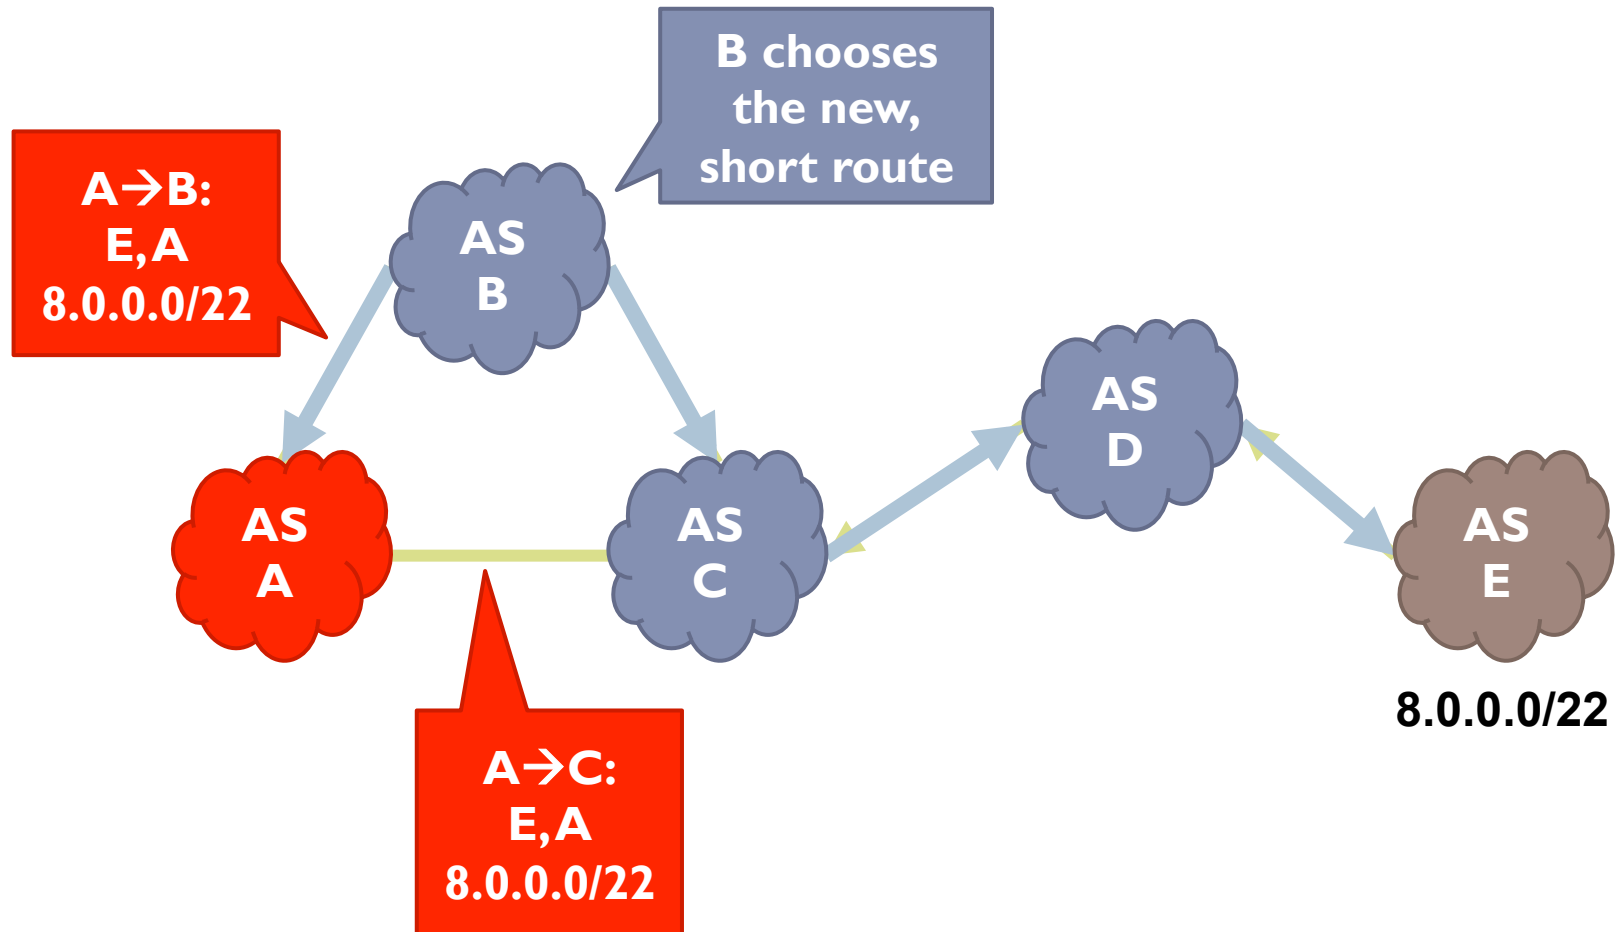 B chooses
the new,
short route
A→B:
E,A
8.0.0.0/22
AS
B
AS
D
AS
A
AS
C
AS
E
8.0.0.0/22
A→C:
E,A
8.0.0.0/22